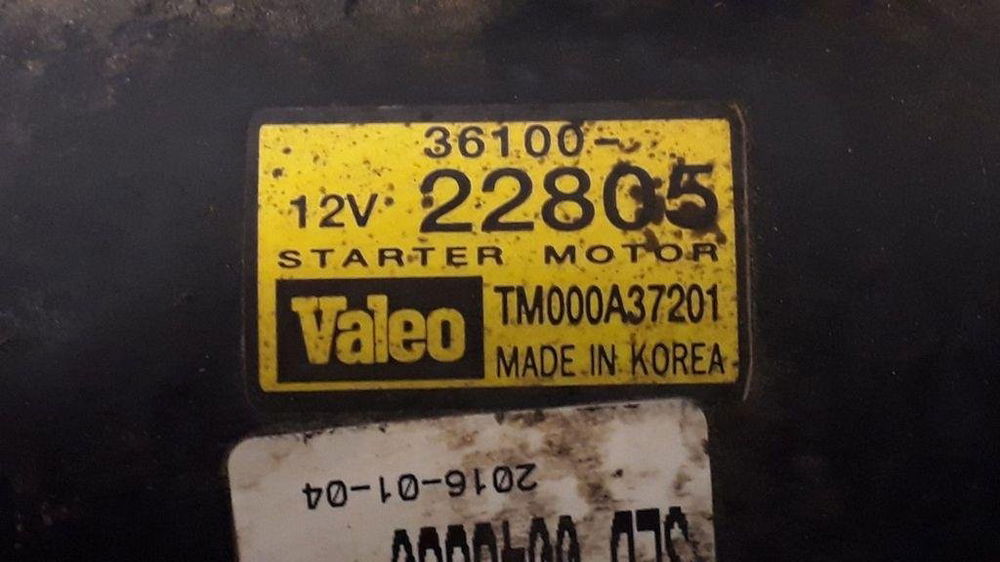 36100-
12V 22805
STARTER MOTOR
Valeo TM000A37201
MADE IN KOREA
2016-01-04